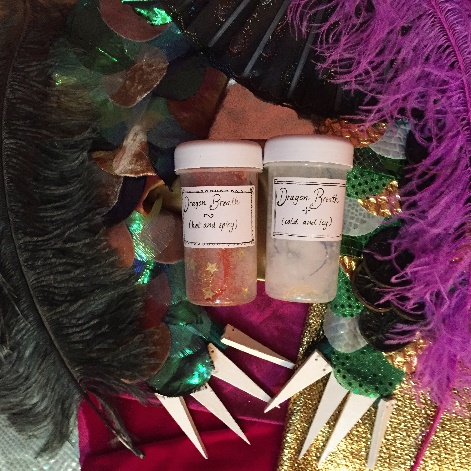 Dragon Breath
~
(hot and spicy)
Dragon Breath
+
(cold and icy)